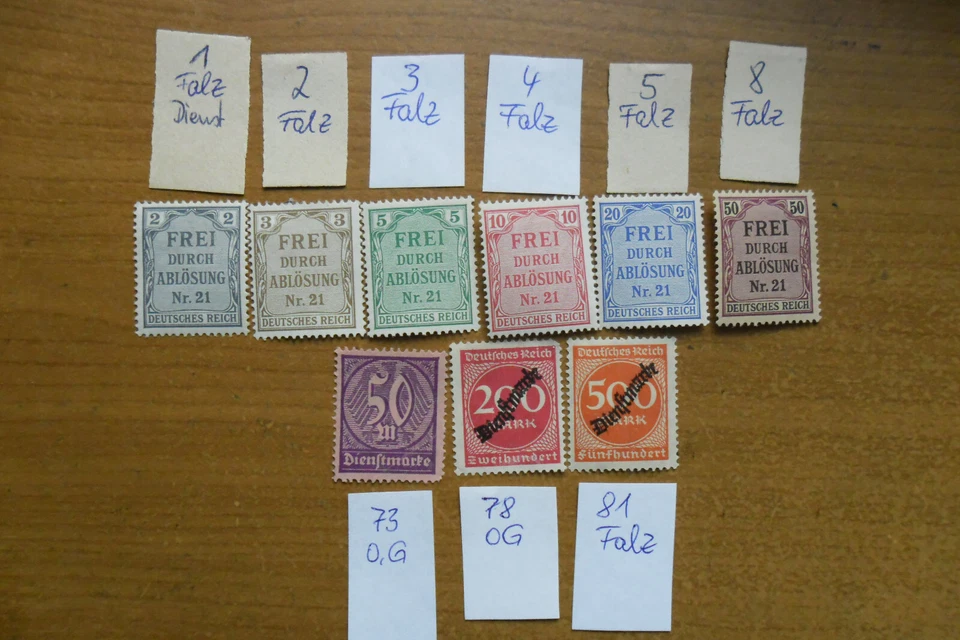 1
Falz
Dienst
2
Falz
3
Falz
4
Falz
5
Falz
8
Falz
2 2
FREI
DURCH
ABLÖSUNG
Nr. 21
DEUTSCHES REICH
3 3
FREI
DURCH
ABLÖSUNG
Nr. 21
DEUTSCHES REICH
5 5
FREI
DURCH
ABLÖSUNG
Nr. 21
DEUTSCHES REICH
10 10
FREI
DURCH
ABLÖSUNG
Nr. 21
DEUTSCHES REICH
20 20
FREI
DURCH
ABLÖSUNG
Nr. 21
DEUTSCHES REICH
50 50
FREI
DURCH
ABLÖSUNG
Nr. 21
DEUTSCHES REICH
50
M
Dienstmarke
Deutsches Reich
200
MARK
Zweihundert
Dienstmarke
Deutsches Reich
500
MARK
Fünfhundert
Dienstmarke
73
O,G
78
OG
81
Falz